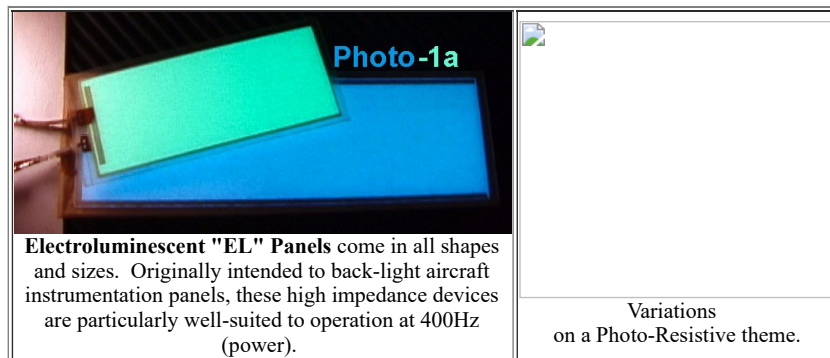 Photo-1a
Electroluminescent "EL" Panels come in all shapes
and sizes.  Originally intended to back-light aircraft
instrumentation panels, these high impedance devices
are particularly well-suited to operation at 400Hz
(power).
Variations
on a Photo-Resistive theme.